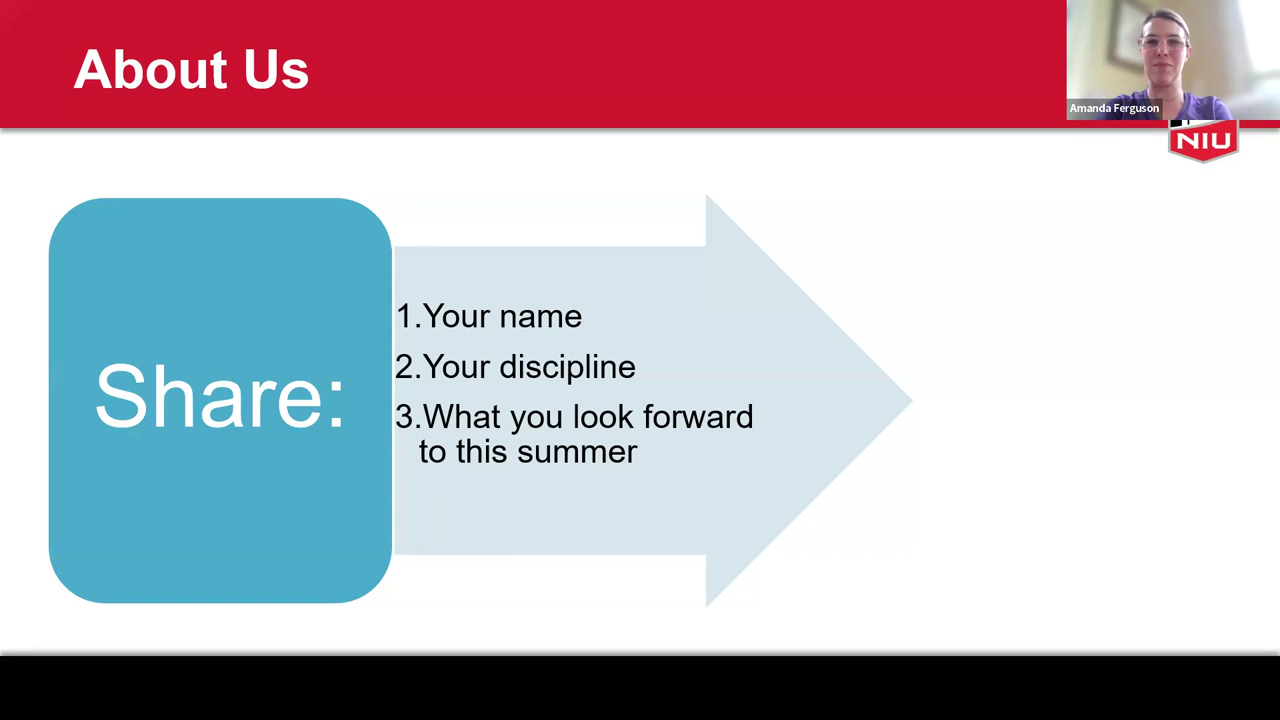 About Us
Amanda Ferguson
NIU
Share:
1.Your name
2.Your discipline
3.What you look forward
to this summer